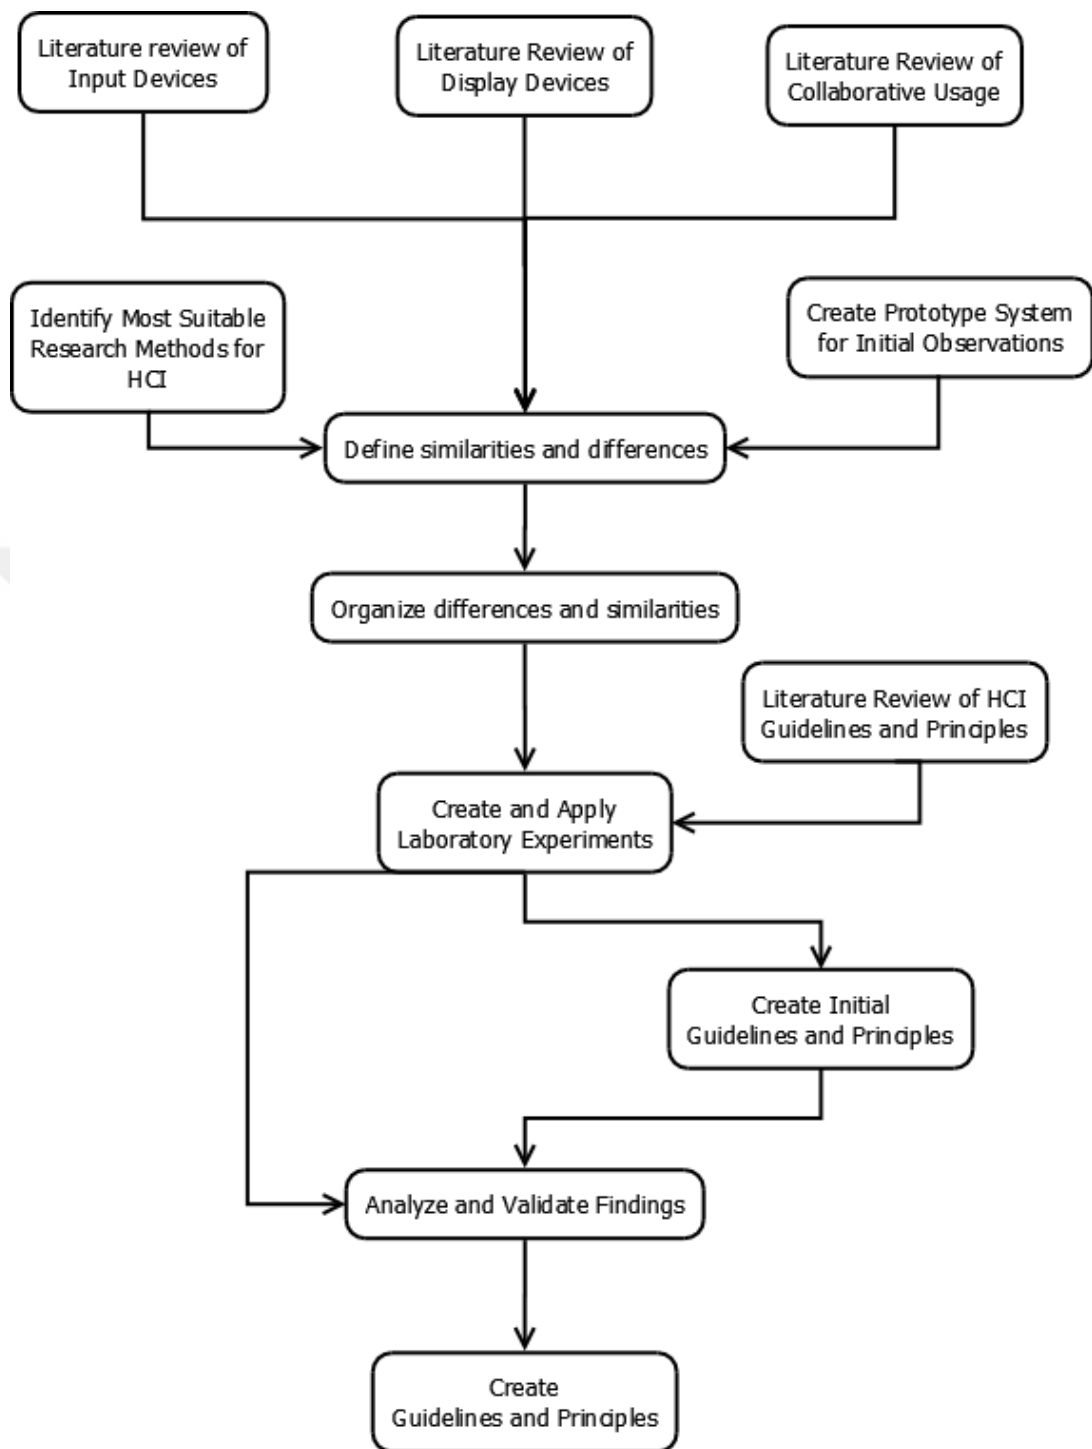 Literature review of
Input Devices
Literature Review of
Display Devices
Literature Review of
Collaborative Usage
Identify Most Suitable
Research Methods for
HCI
Create Prototype System
for Initial Observations
Define similarities and differences
Organize differences and similarities
Literature Review of HCI
Guidelines and Principles
Create and Apply
Laboratory Experiments
Create Initial
Guidelines and Principles
Analyze and Validate Findings
Create
Guidelines and Principles